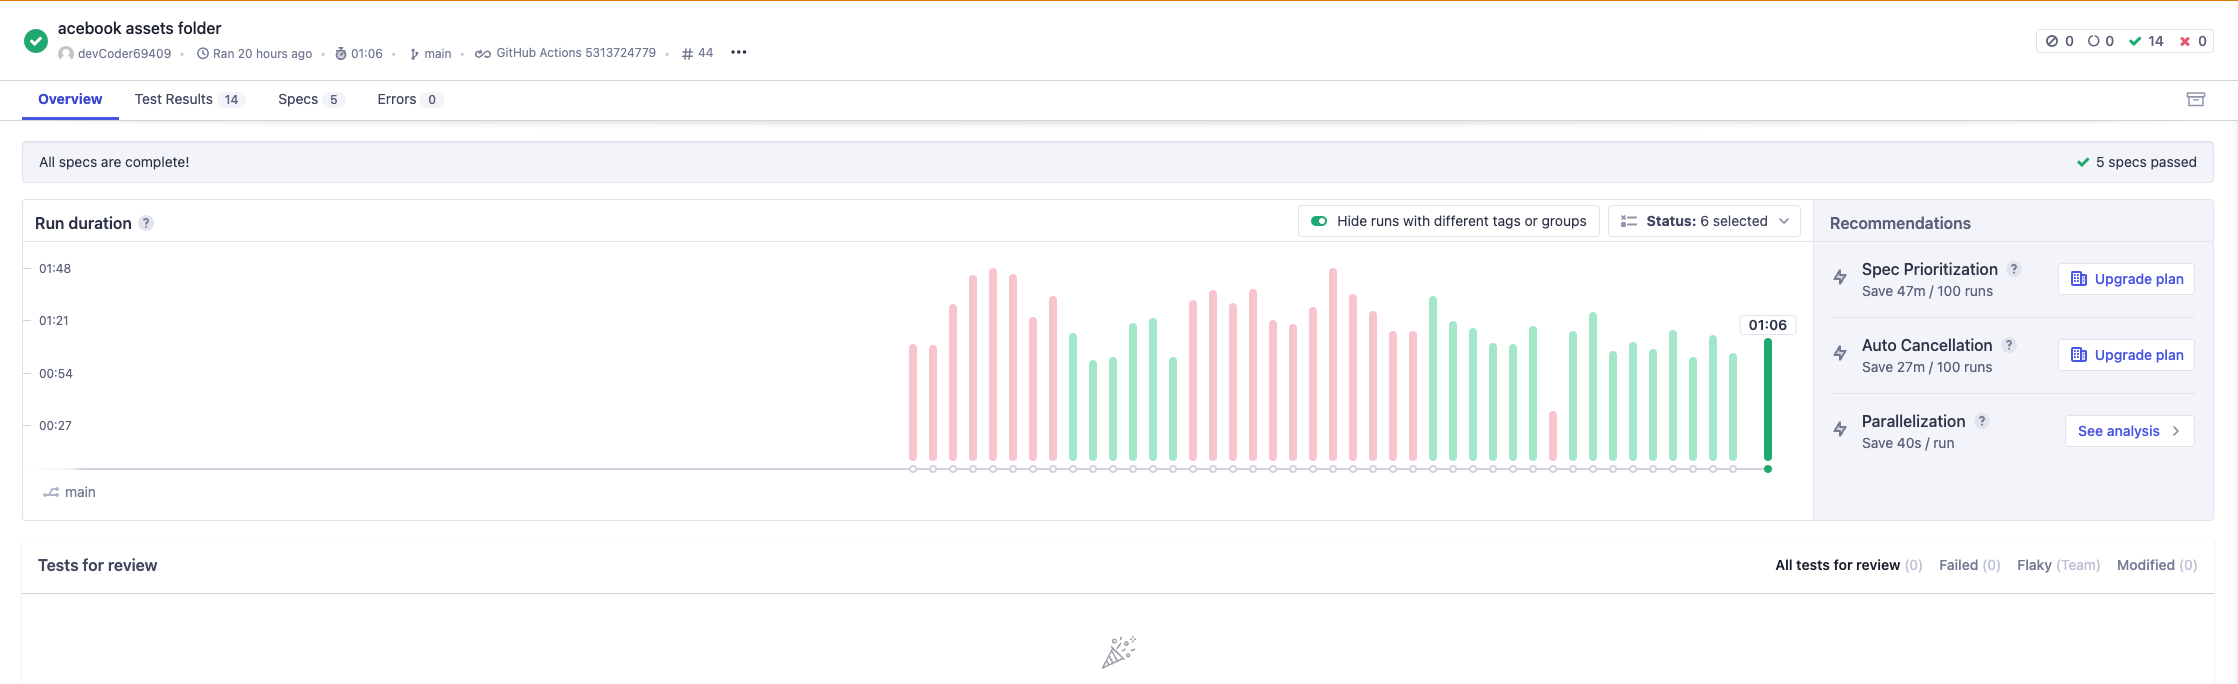 acebook assets folder
devCoder69409 · Ran 20 hours ago · 01:06 · main · GitHub Actions 5313724779 · # 44 •••
0 0 14 0
Overview Test Results 14 Specs 5 Errors 0
All specs are complete! 5 specs passed
Run duration ? Hide runs with different tags or groups Status: 6 selected
01:48
01:21
00:54
00:27
01:06
main
Recommendations
Spec Prioritization ?
Save 47m / 100 runs
Upgrade plan
Auto Cancellation ?
Save 27m / 100 runs
Upgrade plan
Parallelization ?
Save 40s / run
See analysis
Tests for review All tests for review (0) Failed (0) Flaky (Team) Modified (0)